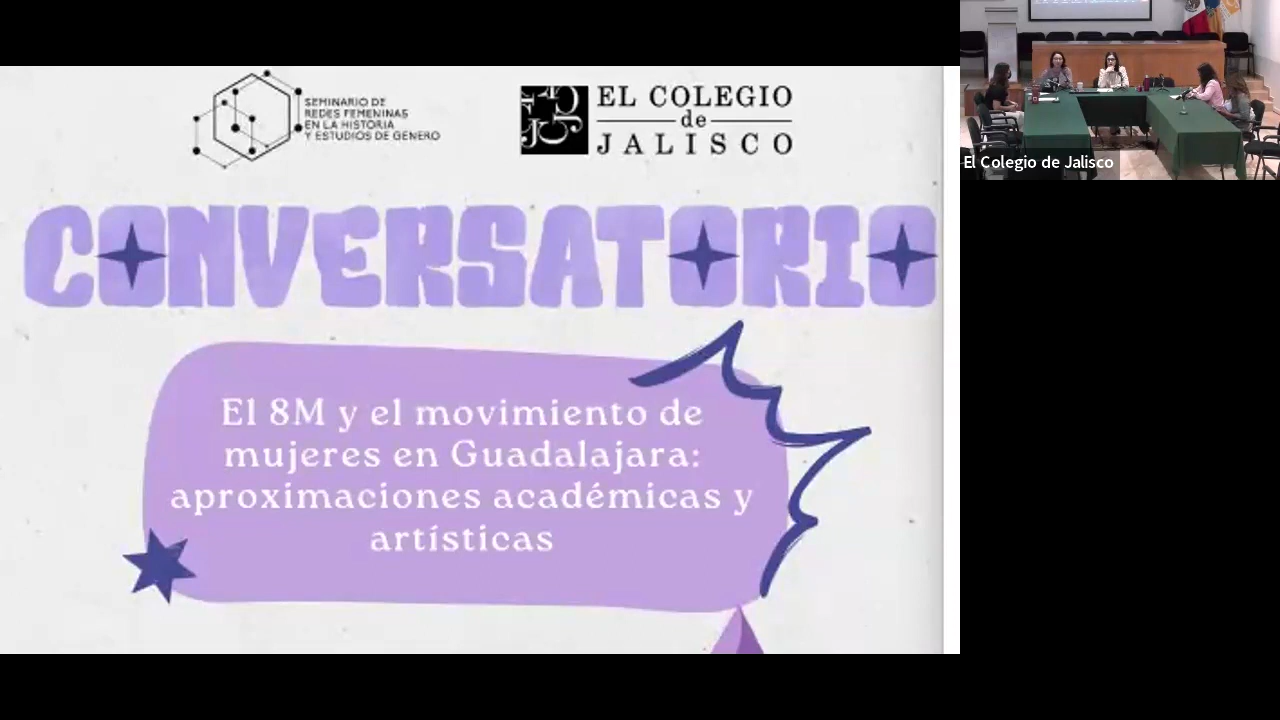 SEMINARIO DE
REDES FEMENINAS
EN LA HISTORIA
Y ESTUDIOS DE GENERO
EL COLEGIO
de
JALISCO
CONVERSATORIO
El 8M y el movimiento de
mujeres en Guadalajara:
aproximaciones académicas y
artísticas
El Colegio de Jalisco